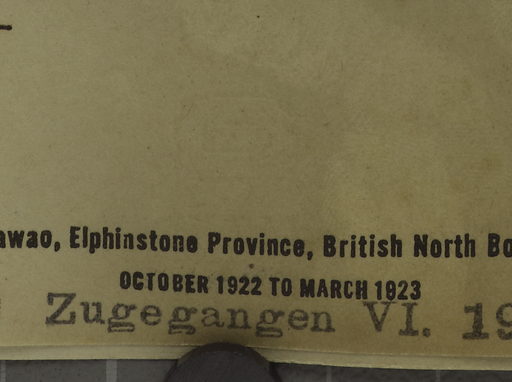 awao, Elphinstone Province, British North Bo
OCTOBER 1922 TO MARCH 1923
Zugegangen VI. 19